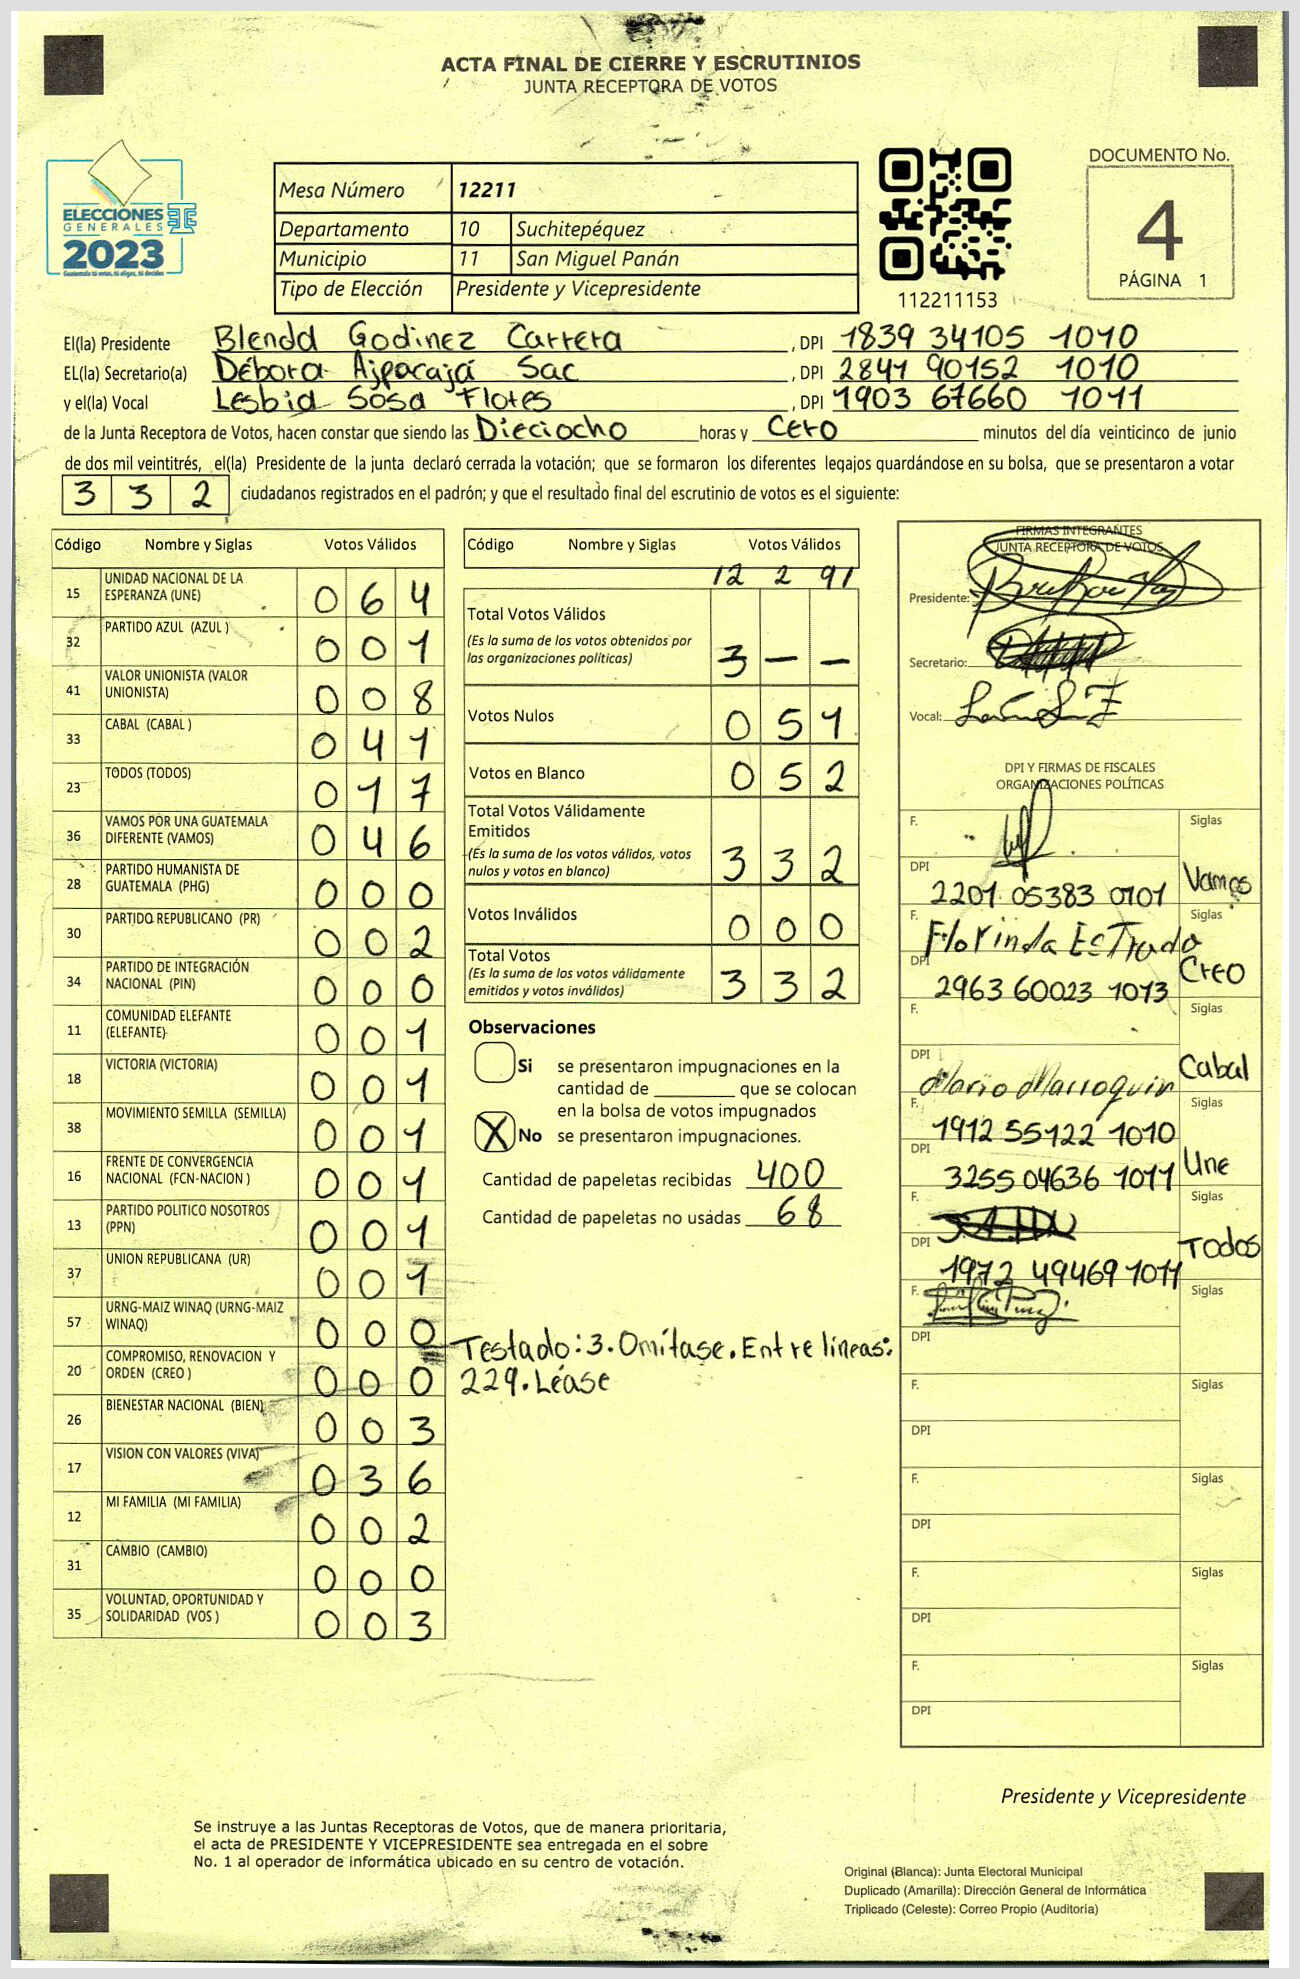 ACTA FINAL DE CIERRE Y ESCRUTINIOS
JUNTA RECEPTORA DE VOTOS
ELECCIONES
GENERALES
2023
Guatemala tú votas, tú eliges, tú decides
Mesa Número 12211
Departamento 10 Suchitepéquez
Municipio 11 San Miguel Panán
Tipo de Elección Presidente y Vicepresidente
112211153
DOCUMENTO No.
4
PÁGINA 1
El(la) Presidente Blenda Godinez Carrera, DPI 1839 34105 1010
EL(la) Secretario(a) Débora Ajpacajá Sac, DPI 2841 90152 1010
y el(la) Vocal Lesbia Sosa Flores, DPI 1903 67660 1011
de la Junta Receptora de Votos, hacen constar que siendo las Dieciocho horas y Cero minutos del día veinticinco de junio
de dos mil veintitrés, el(la) Presidente de la junta declaró cerrada la votación; que se formaron los diferentes legajos guardándose en su bolsa, que se presentaron a votar
3 3 2 ciudadanos registrados en el padrón; y que el resultado final del escrutinio de votos es el siguiente:
Código Nombre y Siglas Votos Válidos
15 UNIDAD NACIONAL DE LA ESPERANZA (UNE) 0 6 4
32 PARTIDO AZUL (AZUL ) 0 0 1
41 VALOR UNIONISTA (VALOR UNIONISTA) 0 0 8
33 CABAL (CABAL ) 0 4 1
23 TODOS (TODOS) 0 1 7
36 VAMOS POR UNA GUATEMALA DIFERENTE (VAMOS) 0 4 6
28 PARTIDO HUMANISTA DE GUATEMALA (PHG) 0 0 0
30 PARTIDO REPUBLICANO (PR) 0 0 2
34 PARTIDO DE INTEGRACIÓN NACIONAL (PIN) 0 0 0
11 COMUNIDAD ELEFANTE (ELEFANTE) 0 0 1
18 VICTORIA (VICTORIA) 0 0 1
38 MOVIMIENTO SEMILLA (SEMILLA) 0 0 1
16 FRENTE DE CONVERGENCIA NACIONAL (FCN-NACION ) 0 0 1
13 PARTIDO POLITICO NOSOTROS (PPN) 0 0 1
37 UNION REPUBLICANA (UR) 0 0 1
57 URNG-MAIZ WINAQ (URNG-MAIZ WINAQ) 0 0 0
20 COMPROMISO, RENOVACION Y ORDEN (CREO ) 0 0 0
26 BIENESTAR NACIONAL (BIEN) 0 0 3
17 VISION CON VALORES (VIVA) 0 3 6
12 MI FAMILIA (MI FAMILIA) 0 0 2
31 CAMBIO (CAMBIO) 0 0 0
35 VOLUNTAD, OPORTUNIDAD Y SOLIDARIDAD (VOS ) 0 0 3
Código Nombre y Siglas Votos Válidos
Total Votos Válidos
(Es la suma de los votos obtenidos por
las organizaciones políticas) 3 — —
Votos Nulos 0 5 1
Votos en Blanco 0 5 2
Total Votos Válidamente
Emitidos
(Es la suma de los votos válidos, votos
nulos y votos en blanco) 3 3 2
Votos Inválidos 0 0 0
Total Votos
(Es la suma de los votos válidamente
emitidos y votos inválidos) 3 3 2
Observaciones
Si se presentaron impugnaciones en la
cantidad de ________ que se colocan
en la bolsa de votos impugnados
X No se presentaron impugnaciones.
Cantidad de papeletas recibidas 400
Cantidad de papeletas no usadas 68
Testado: 3. Omítase. Entre lineas:
229. Léase
FIRMAS INTEGRANTES
JUNTA RECEPTORA DE VOTOS
Presidente:
Secretario:
Vocal:
DPI Y FIRMAS DE FISCALES
ORGANIZACIONES POLÍTICAS
F. Siglas
DPI 2201 05383 0101 Vamos
F. Florinda Estrada Siglas
DPI 2963 60023 1013 Creo
F. Siglas
DPI Mario Marroquin Cabal
F. 1912 55122 1010 Siglas
DPI 3255 04636 1011 Une
F. Siglas
DPI 1972 49469 1011 Todos
F. Siglas
DPI
F. Siglas
DPI
F. Siglas
DPI
F. Siglas
DPI
F. Siglas
DPI
Presidente y Vicepresidente
Se instruye a las Juntas Receptoras de Votos, que de manera prioritaria,
el acta de PRESIDENTE Y VICEPRESIDENTE sea entregada en el sobre
No. 1 al operador de informática ubicado en su centro de votación.
Original (Blanca): Junta Electoral Municipal
Duplicado (Amarilla): Dirección General de Informática
Triplicado (Celeste): Correo Propio (Auditoría)